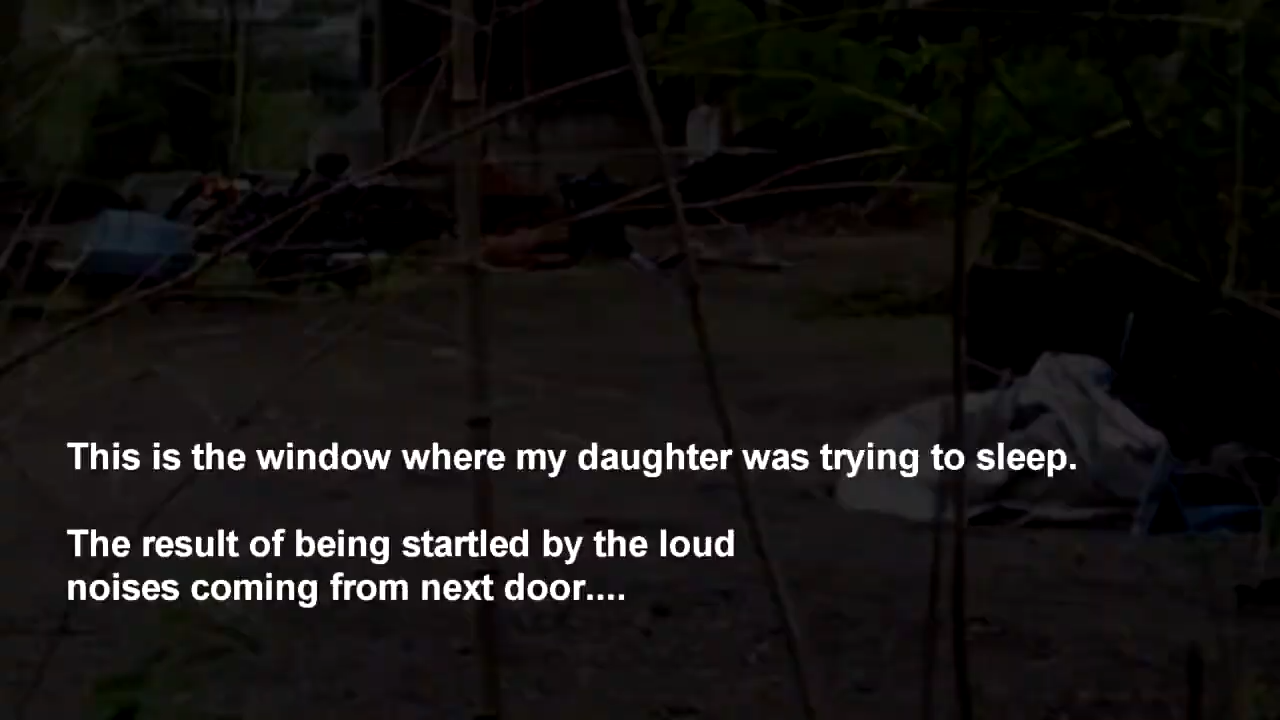 This is the window where my daughter was trying to sleep.
The result of being startled by the loud
noises coming from next door....